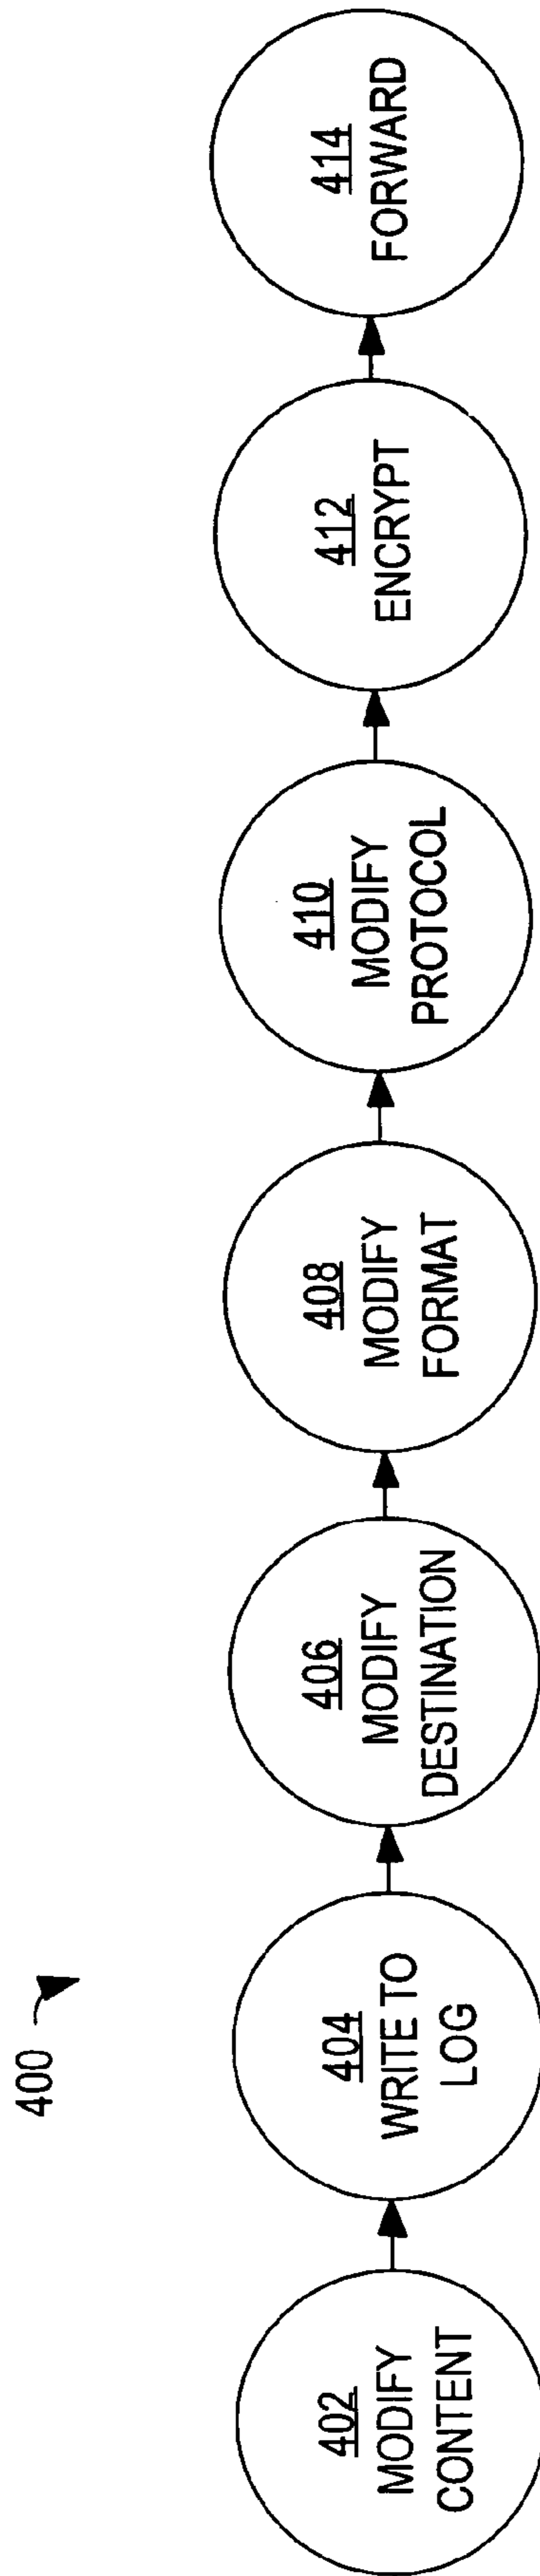 400
402
MODIFY
CONTENT
404
WRITE TO
LOG
406
MODIFY
DESTINATION
408
MODIFY
FORMAT
410
MODIFY
PROTOCOL
412
ENCRYPT
414
FORWARD